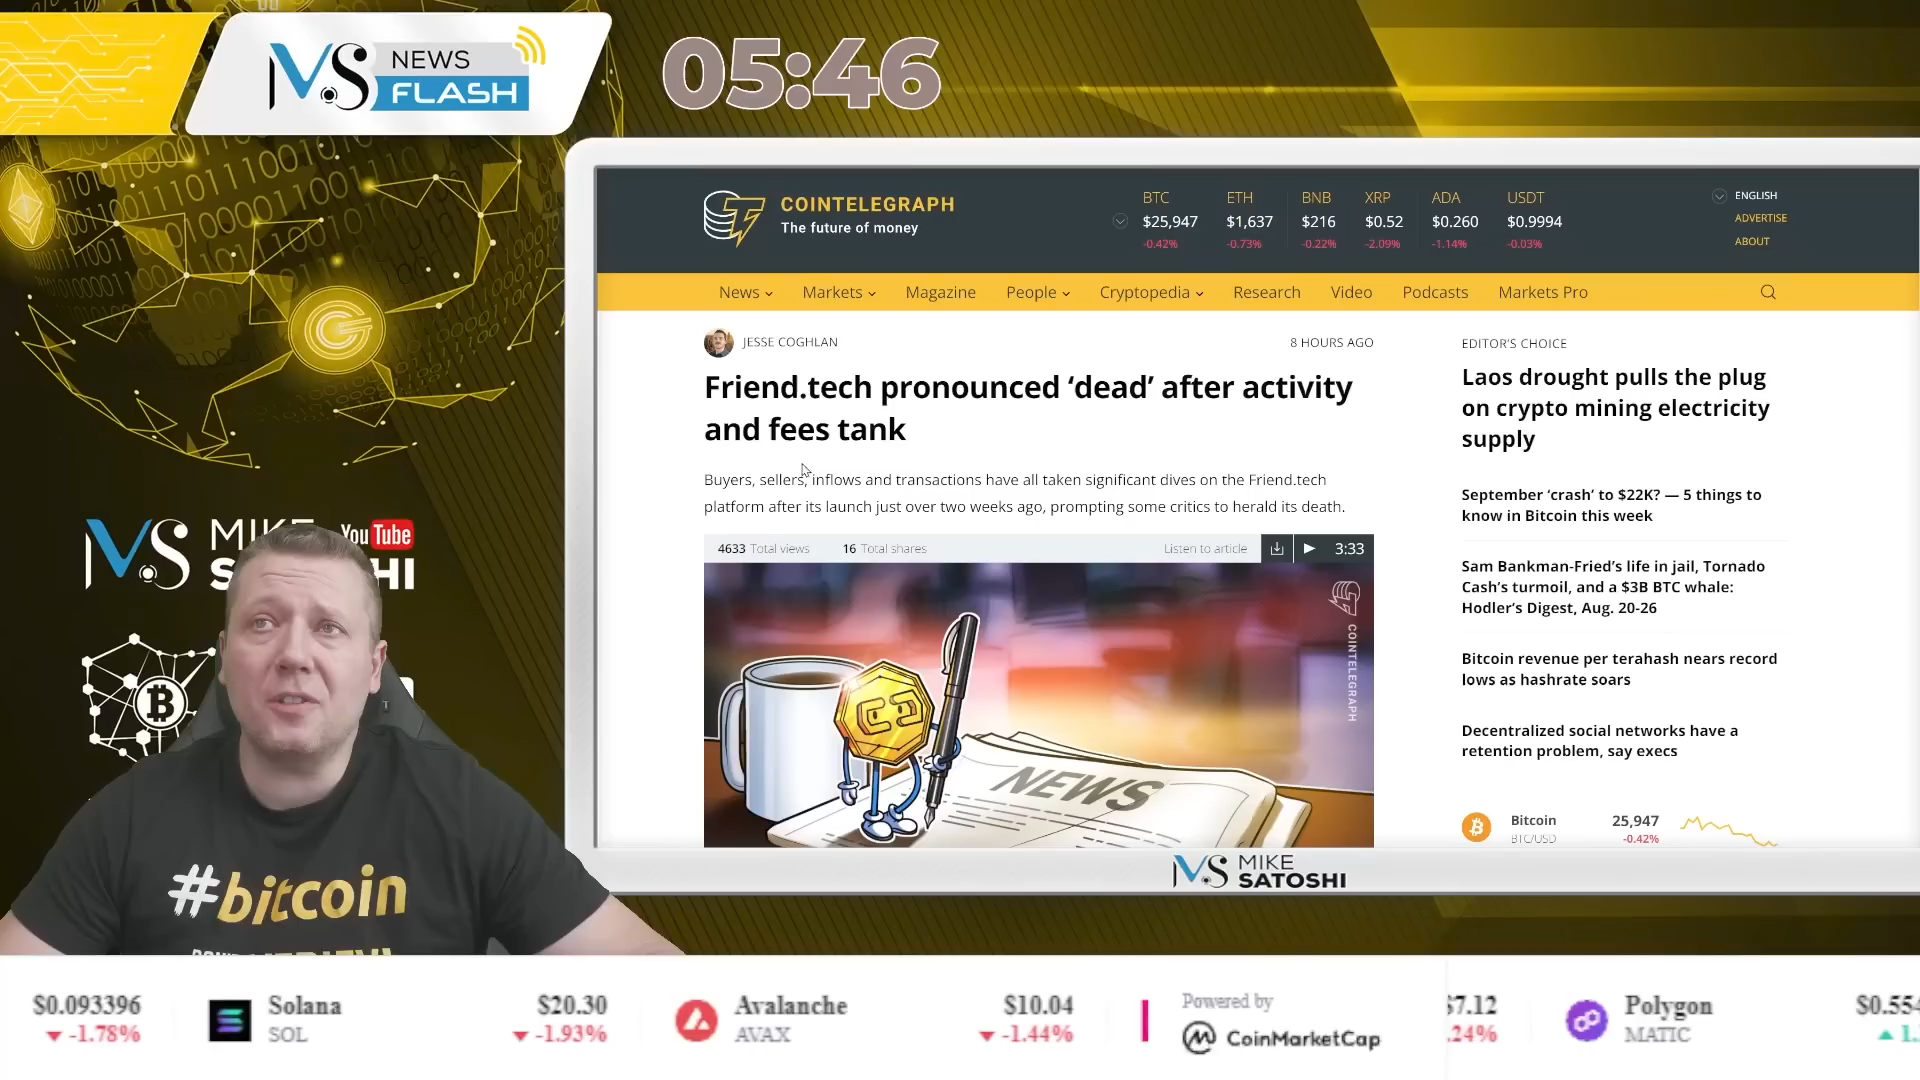 NEWS
FLASH
05:46
COINTELEGRAPH
The future of money
BTC
$25,947
-0.42%
ETH
$1,637
-0.73%
BNB
$216
-0.22%
XRP
$0.52
-2.09%
ADA
$0.260
-1.14%
USDT
$0.9994
-0.03%
ENGLISH
ADVERTISE
ABOUT
News Markets Magazine People Cryptopedia Research Video Podcasts Markets Pro
JESSE COGHLAN
8 HOURS AGO
Friend.tech pronounced ‘dead’ after activity
and fees tank
Buyers, sellers, inflows and transactions have all taken significant dives on the Friend.tech
platform after its launch just over two weeks ago, prompting some critics to herald its death.
4633 Total views 16 Total shares Listen to article 3:33
COINTELEGRAPH
NEWS
EDITOR’S CHOICE
Laos drought pulls the plug
on crypto mining electricity
supply
September ‘crash’ to $22K? — 5 things to
know in Bitcoin this week
Sam Bankman-Fried’s life in jail, Tornado
Cash’s turmoil, and a $3B BTC whale:
Hodler’s Digest, Aug. 20-26
Bitcoin revenue per terahash nears record
lows as hashrate soars
Decentralized social networks have a
retention problem, say execs
Bitcoin 25,947
BTC/USD -0.42%
MS MIKE
SATOSHI
YouTube
#bitcoin
$0.093396
-1.78%
Solana
SOL
$20.30
-1.93%
Avalanche
AVAX
$10.04
-1.44%
Powered by
CoinMarketCap
$7.12
.24%
Polygon
MATIC
$0.554